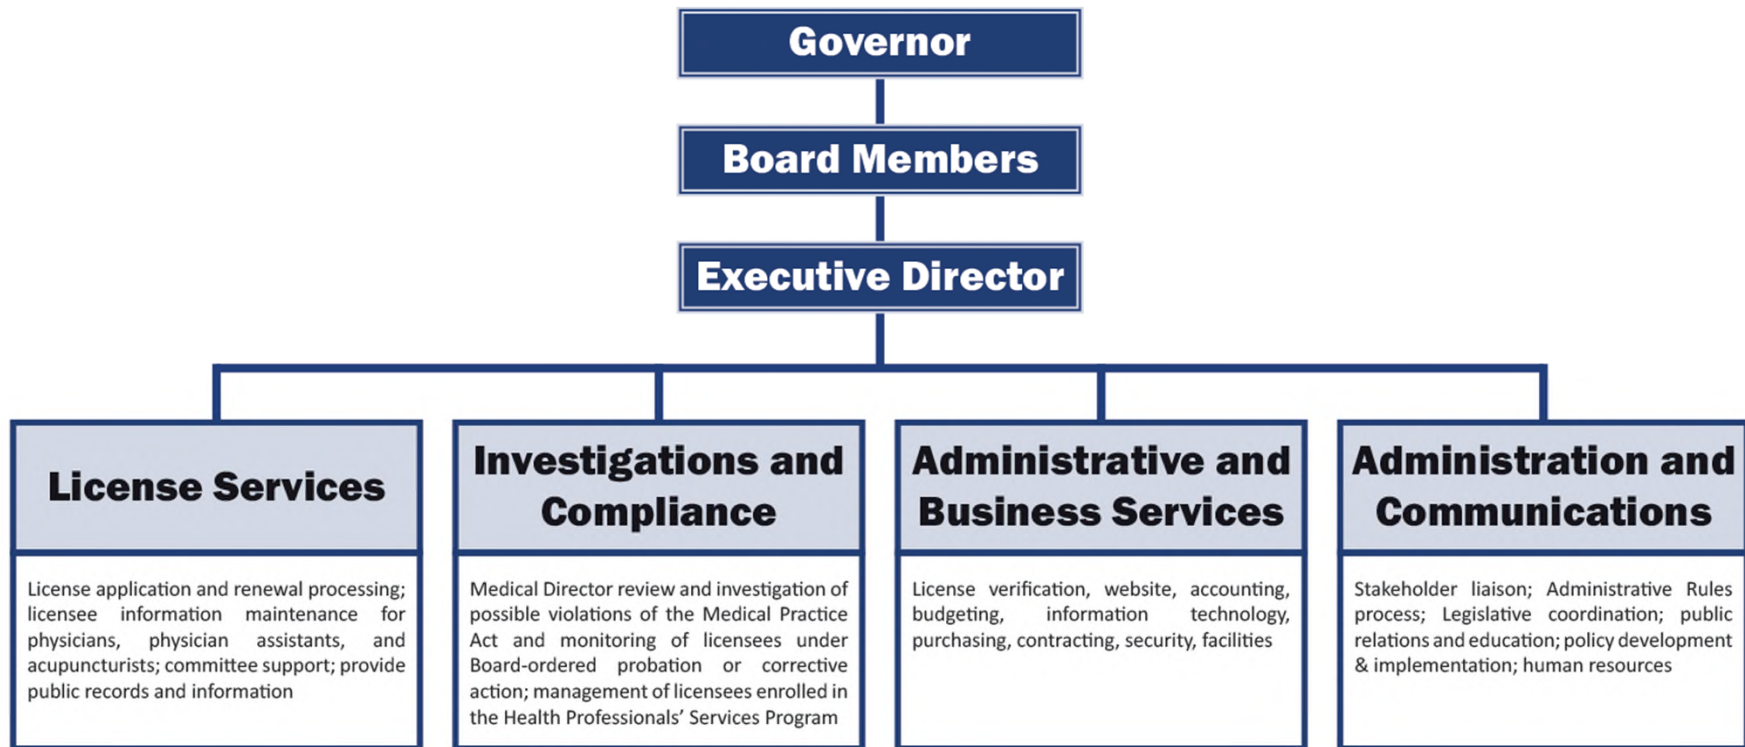 Governor
Board Members
Executive Director
License Services
License application and renewal processing;
licensee information maintenance for
physicians, physician assistants, and
acupuncturists; committee support; provide
public records and information
Investigations and
Compliance
Medical Director review and investigation of
possible violations of the Medical Practice
Act and monitoring of licensees under
Board-ordered probation or corrective
action; management of licensees enrolled in
the Health Professionals’ Services Program
Administrative and
Business Services
License verification, website, accounting,
budgeting, information technology,
purchasing, contracting, security, facilities
Administration and
Communications
Stakeholder liaison; Administrative Rules
process; Legislative coordination; public
relations and education; policy development
& implementation; human resources